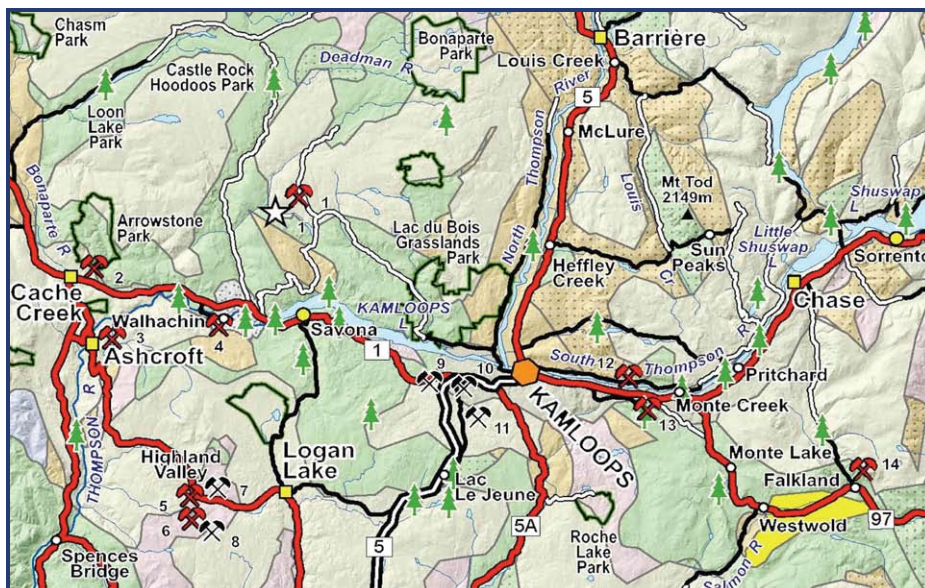 Chasm
Park
Castle Rock
Hoodoos Park
Deadman R
Bonaparte
Park
Barrière
Louis Creek
Loon
Lake
Park
5
McLure
North Thompson River
Louis Cr
Mt Tod
2149m
Shuswap L
Bonaparte R
Arrowstone
Park
1
1
Lac du Bois
Grasslands
Park
Little Shuswap L
Sun
Peaks
Sorrento
Heffley
Creek
2
Cache
Creek
Chase
Walhachin
KAMLOOPS L
Savona
3
4
Ashcroft
1
9
10
South Thompson R
12
Pritchard
KAMLOOPS
Monte Creek
13
11
THOMPSON R
Highland
Valley
Logan
Lake
7
5
6
8
Lac
Le Jeune
Monte Lake
14
Falkland
5A
97
Westwold
5
Roche
Lake
Park
Spences
Bridge
Salmon R